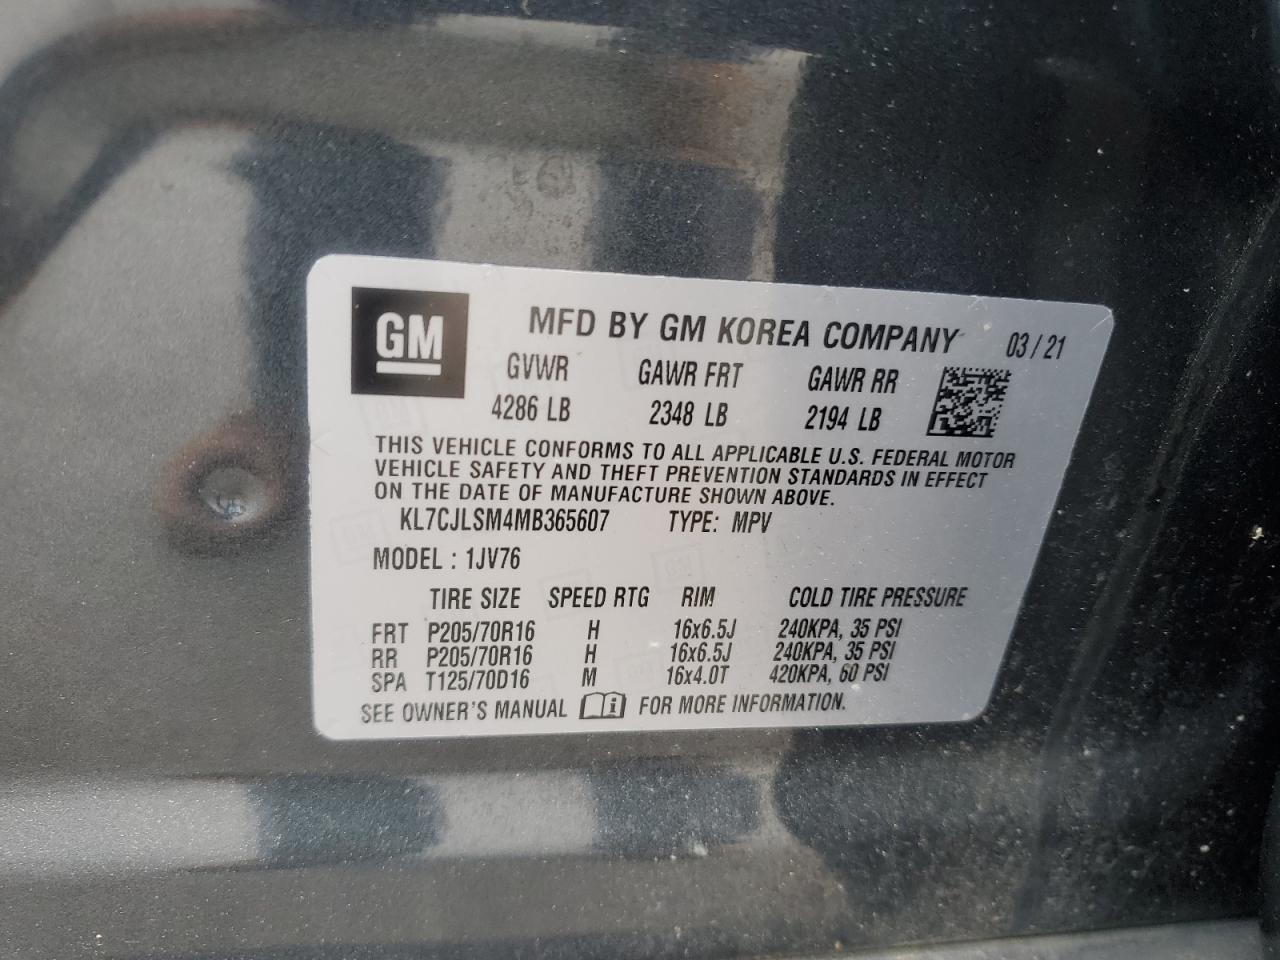 GM
MFD BY GM KOREA COMPANY 03/21
GVWR GAWR FRT GAWR RR
4286 LB 2348 LB 2194 LB
THIS VEHICLE CONFORMS TO ALL APPLICABLE U.S. FEDERAL MOTOR
VEHICLE SAFETY AND THEFT PREVENTION STANDARDS IN EFFECT
ON THE DATE OF MANUFACTURE SHOWN ABOVE.
KL7CJLSM4MB365607 TYPE: MPV
MODEL : 1JV76
TIRE SIZE SPEED RTG RIM COLD TIRE PRESSURE
FRT P205/70R16 H 16x6.5J 240KPA, 35 PSI
RR P205/70R16 H 16x6.5J 240KPA, 35 PSI
SPA T125/70D16 M 16x4.0T 420KPA, 60 PSI
SEE OWNER'S MANUAL i FOR MORE INFORMATION.